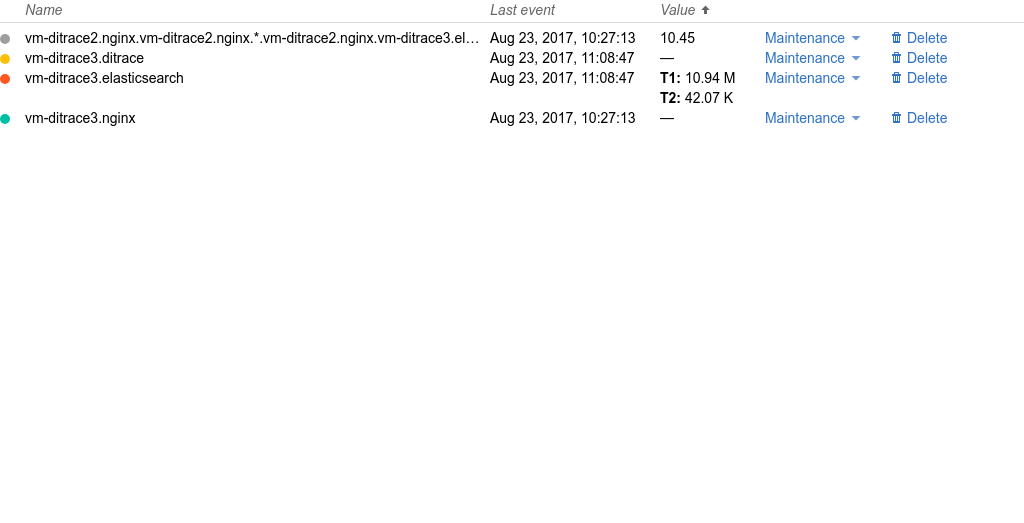 Name Last event Value
vm-ditrace2.nginx.vm-ditrace2.nginx.*.vm-ditrace2.nginx.vm-ditrace3.el… Aug 23, 2017, 10:27:13 10.45 Maintenance Delete
vm-ditrace3.ditrace Aug 23, 2017, 11:08:47 — Maintenance Delete
vm-ditrace3.elasticsearch Aug 23, 2017, 11:08:47 T1: 10.94 M Maintenance Delete
T2: 42.07 K
vm-ditrace3.nginx Aug 23, 2017, 10:27:13 — Maintenance Delete